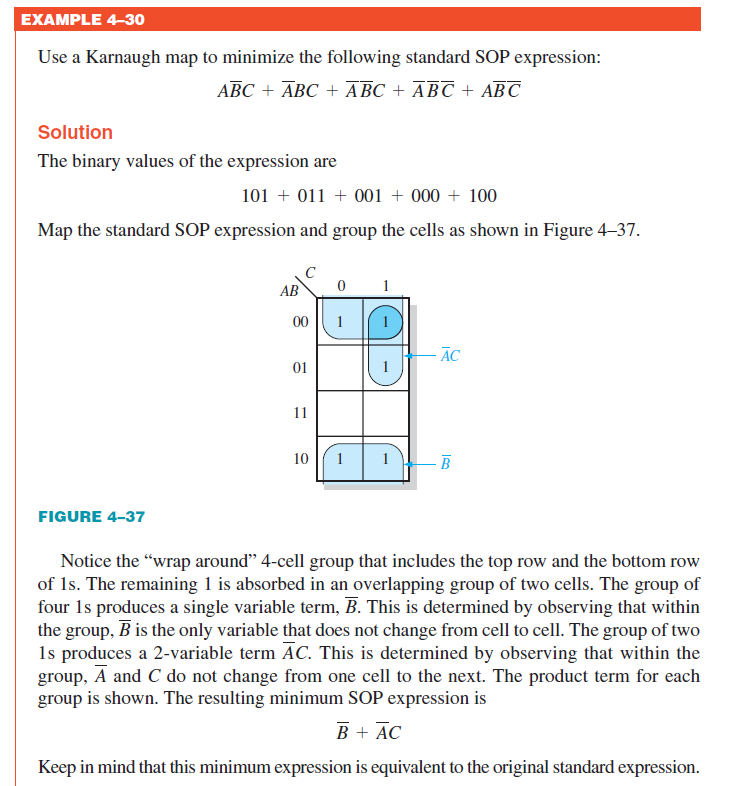 EXAMPLE 4–30
Use a Karnaugh map to minimize the following standard SOP expression:
AB̅C + A̅BC + A̅B̅C + A̅B̅C̅ + AB̅C̅
Solution
The binary values of the expression are
101 + 011 + 001 + 000 + 100
Map the standard SOP expression and group the cells as shown in Figure 4–37.
C
AB 0 1
00 1 1
A̅C
01 1
11
10 1 1 B̅
FIGURE 4–37
Notice the “wrap around” 4-cell group that includes the top row and the bottom row
of 1s. The remaining 1 is absorbed in an overlapping group of two cells. The group of
four 1s produces a single variable term, B̅. This is determined by observing that within
the group, B̅ is the only variable that does not change from cell to cell. The group of two
1s produces a 2-variable term A̅C. This is determined by observing that within the
group, A̅ and C do not change from one cell to the next. The product term for each
group is shown. The resulting minimum SOP expression is
B̅ + A̅C
Keep in mind that this minimum expression is equivalent to the original standard expression.